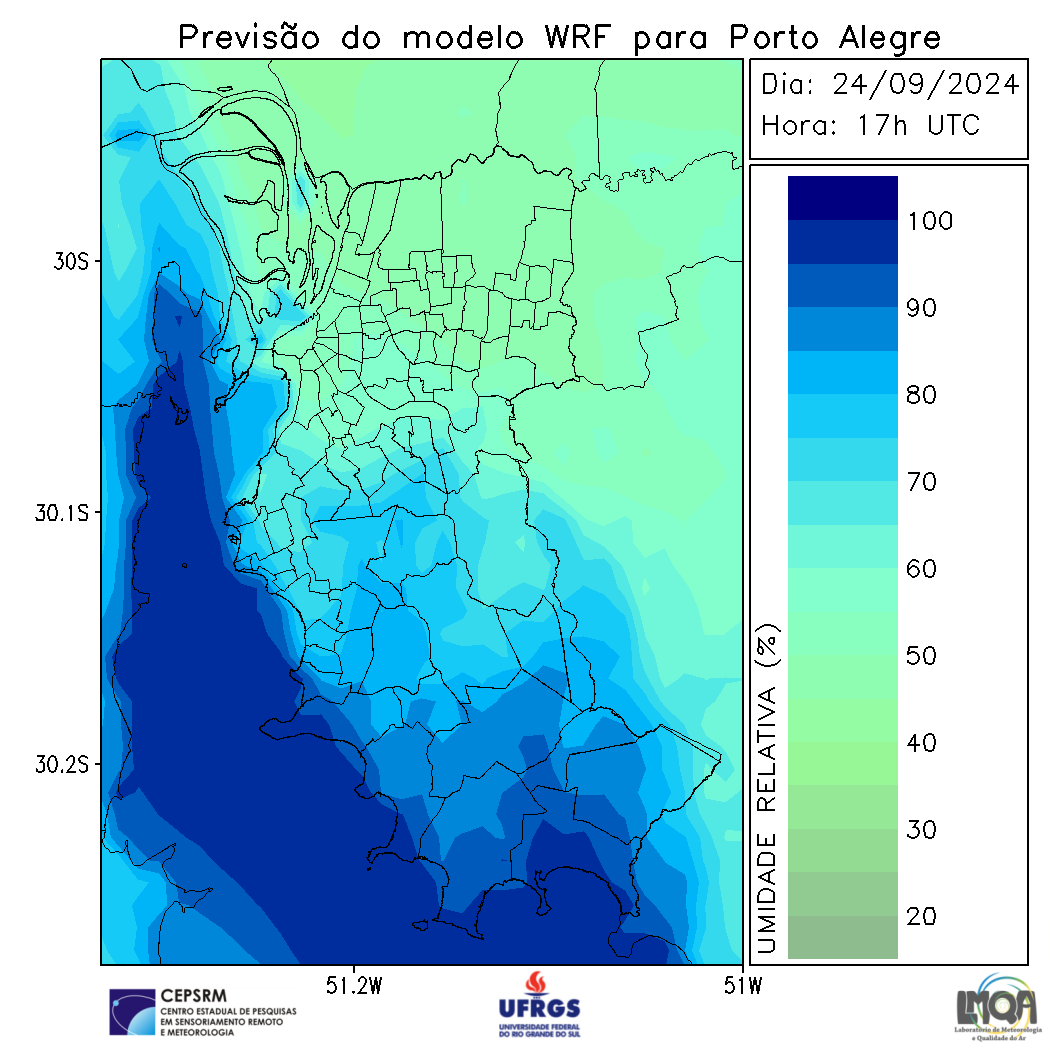 Previsão do modelo WRF para Porto Alegre
Dia: 24/09/2024
Hora: 17h UTC
30S
30.1S
30.2S
51.2W
51W
UMIDADE RELATIVA (%)
100
90
80
70
60
50
40
30
20
CEPSRM
CENTRO ESTADUAL DE PESQUISAS
EM SENSORIAMENTO REMOTO
E METEOROLOGIA
UFRGS
UNIVERSIDADE FEDERAL
DO RIO GRANDE DO SUL
LMQA
Laboratório de Meteorologia
e Qualidade do Ar